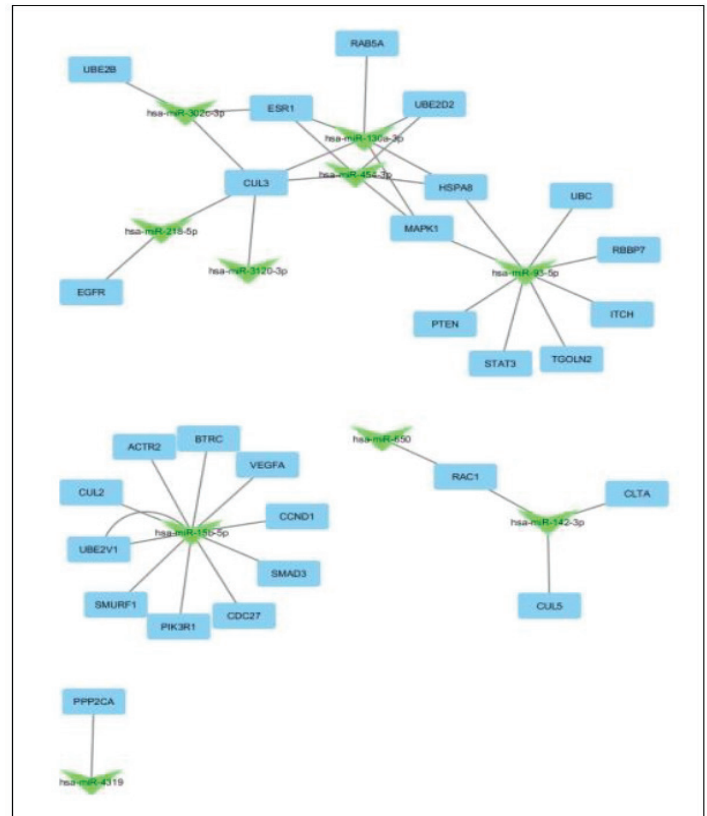 RAB5A
UBE2B
hsa-miR-302c-3p
ESR1
UBE2D2
hsa-miR-130a-3p
hsa-miR-454-3p
CUL3
HSPA8
UBC
hsa-miR-218-5p
MAPK1
RBBP7
hsa-miR-3120-3p
hsa-miR-93-5p
EGFR
ITCH
PTEN
STAT3
TGOLN2
ACTR2
BTRC
hsa-miR-650
VEGFA
RAC1
CUL2
CLTA
CCND1
hsa-miR-142-3p
hsa-miR-15b-5p
UBE2V1
SMAD3
SMURF1
CUL5
CDC27
PIK3R1
PPP2CA
hsa-miR-4319